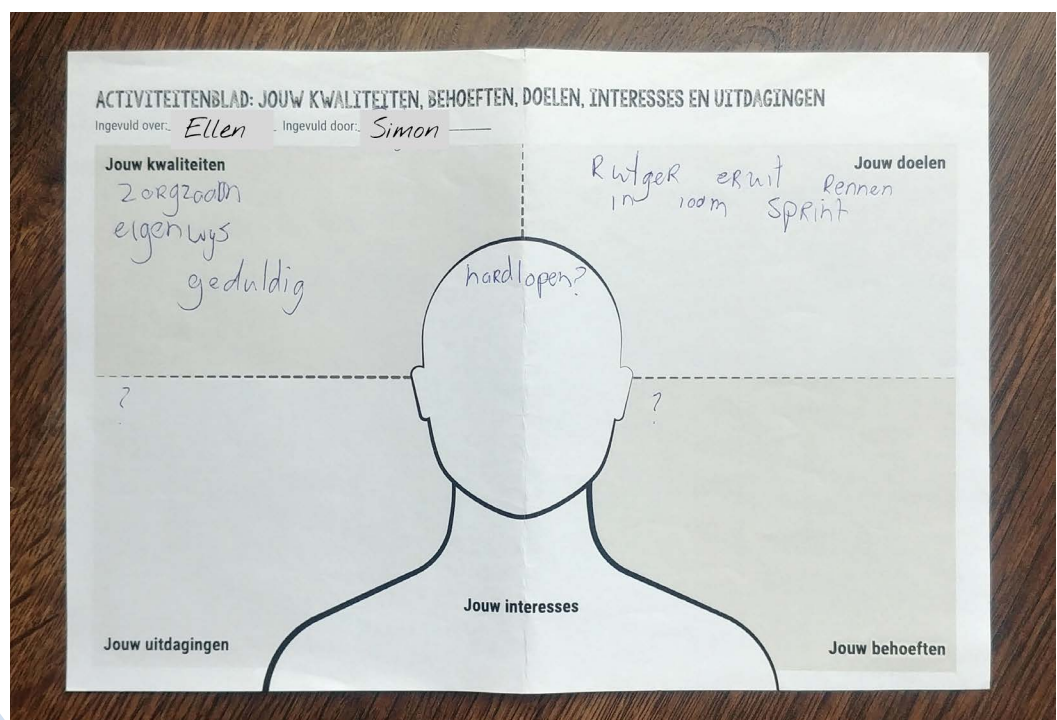 ACTIVITEITENBLAD: JOUW KWALITEITEN, BEHOEFTEN, DOELEN, INTERESSES EN UITDAGINGEN
Ingevuld over: Ellen Ingevuld door: Simon
Jouw kwaliteiten
zorgzaam
eigenwys
geduldig
Jouw doelen
Rutger eruit Rennen
in 100m Sprint
hardlopen?
?
?
Jouw interesses
Jouw uitdagingen
Jouw behoeften